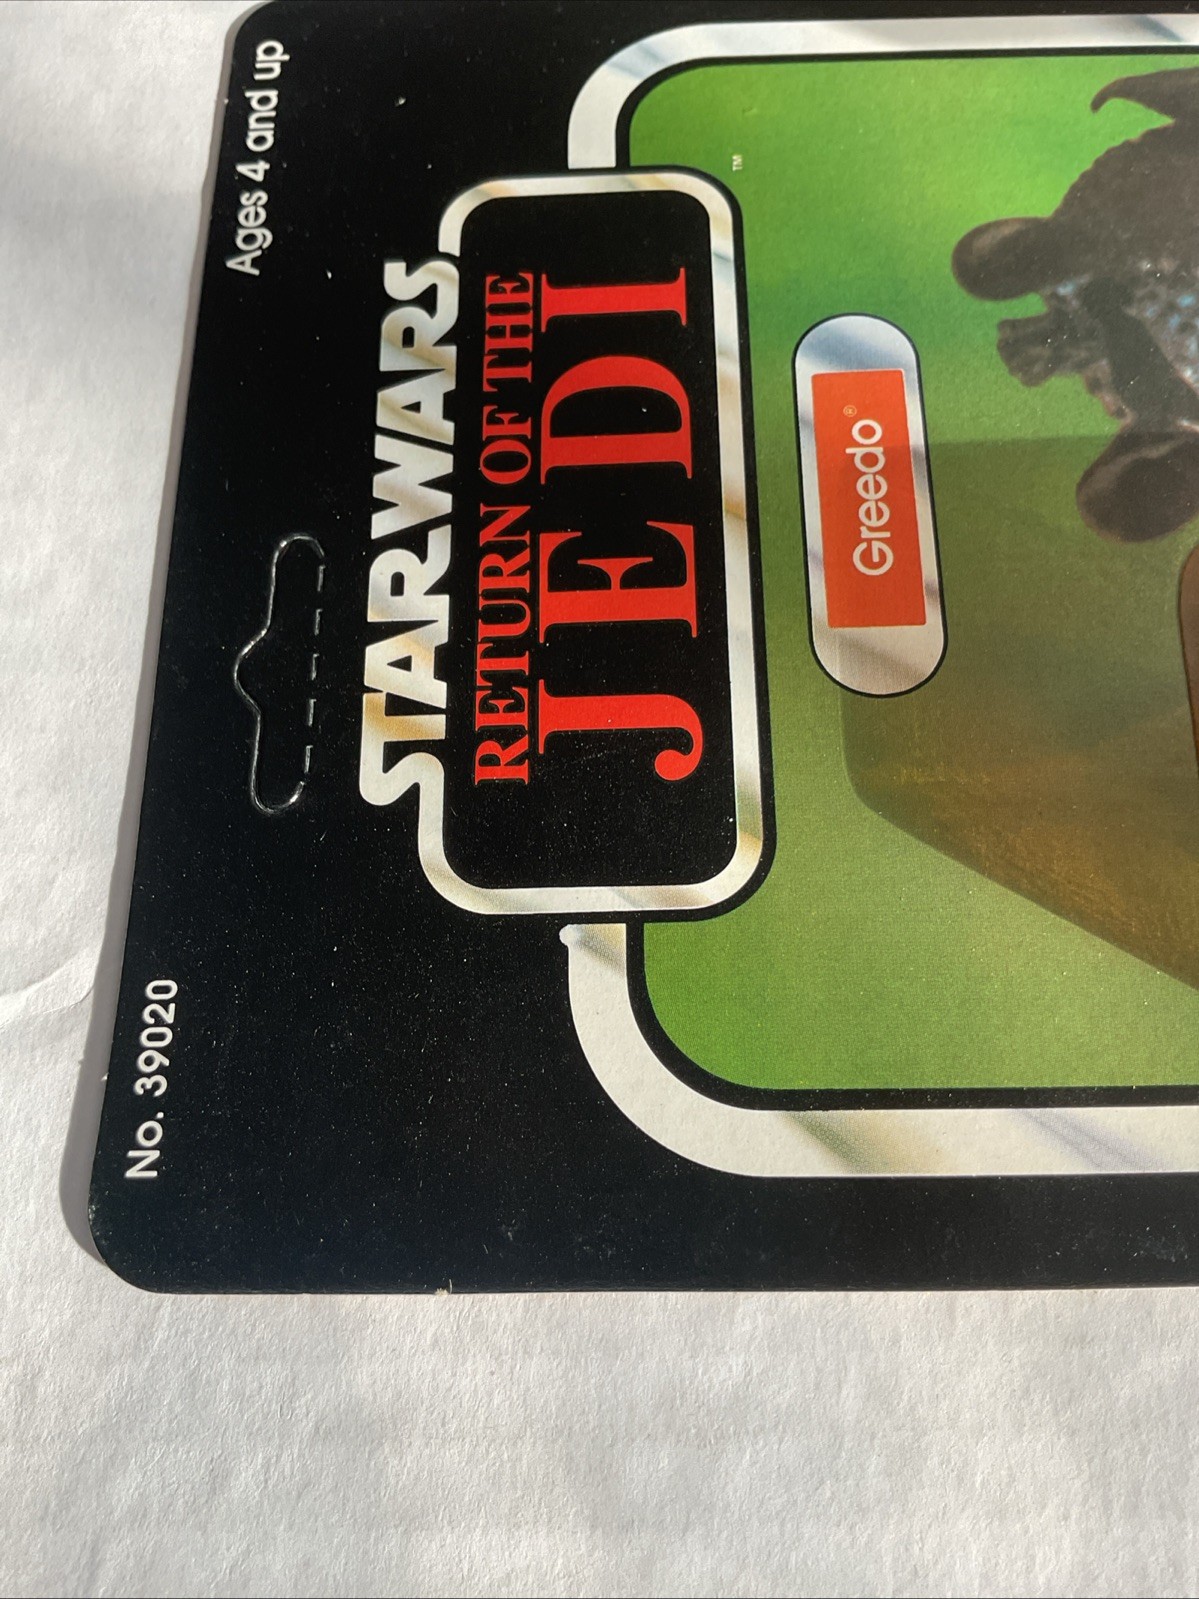 No. 39020
Ages 4 and up
STAR WARS
RETURN OF THE
JEDI
TM
Greedo®